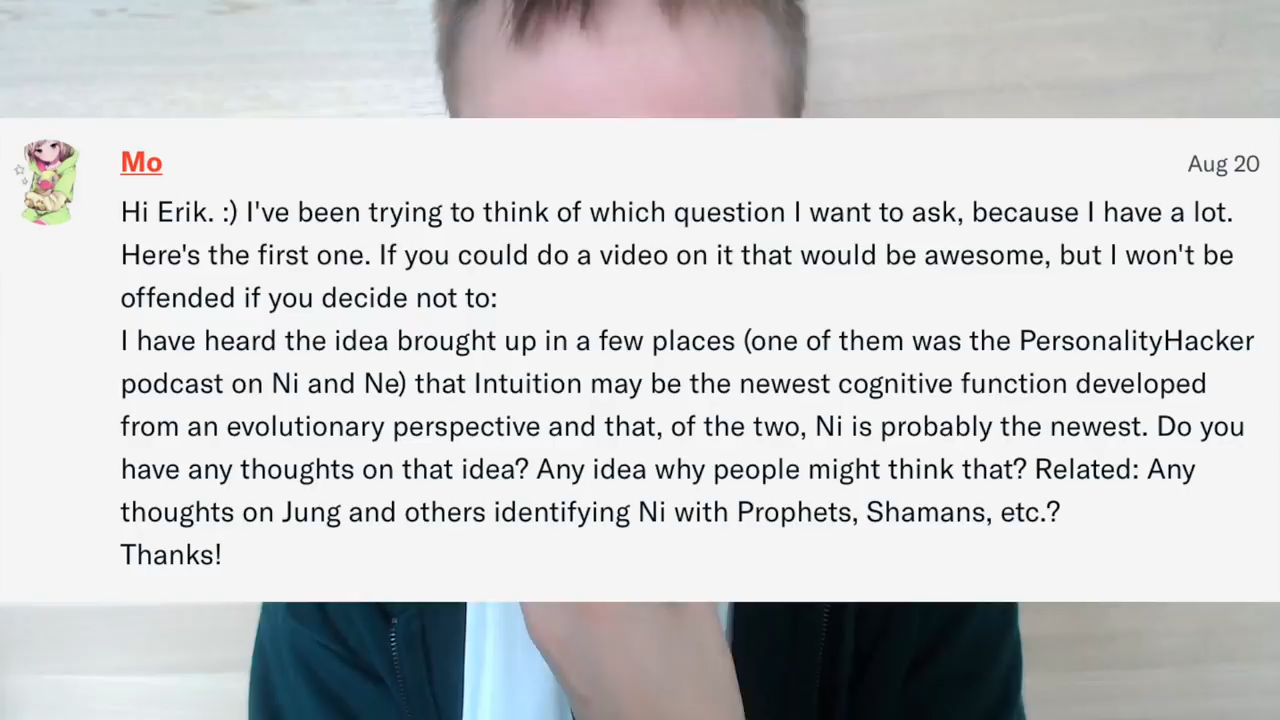 Mo
Aug 20
Hi Erik. :) I've been trying to think of which question I want to ask, because I have a lot.
Here's the first one. If you could do a video on it that would be awesome, but I won't be
offended if you decide not to:
I have heard the idea brought up in a few places (one of them was the PersonalityHacker
podcast on Ni and Ne) that Intuition may be the newest cognitive function developed
from an evolutionary perspective and that, of the two, Ni is probably the newest. Do you
have any thoughts on that idea? Any idea why people might think that? Related: Any
thoughts on Jung and others identifying Ni with Prophets, Shamans, etc.?
Thanks!